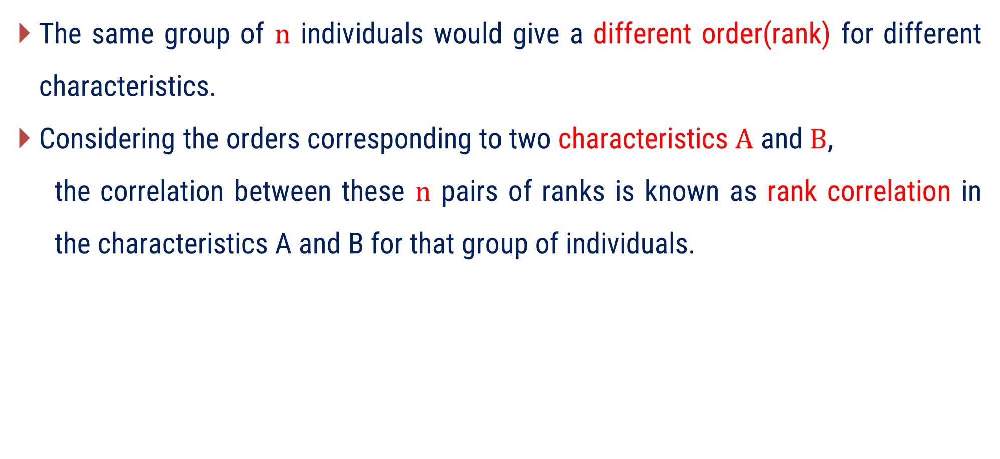 The same group of n individuals would give a different order(rank) for different
characteristics.
Considering the orders corresponding to two characteristics A and B,
the correlation between these n pairs of ranks is known as rank correlation in
the characteristics A and B for that group of individuals.